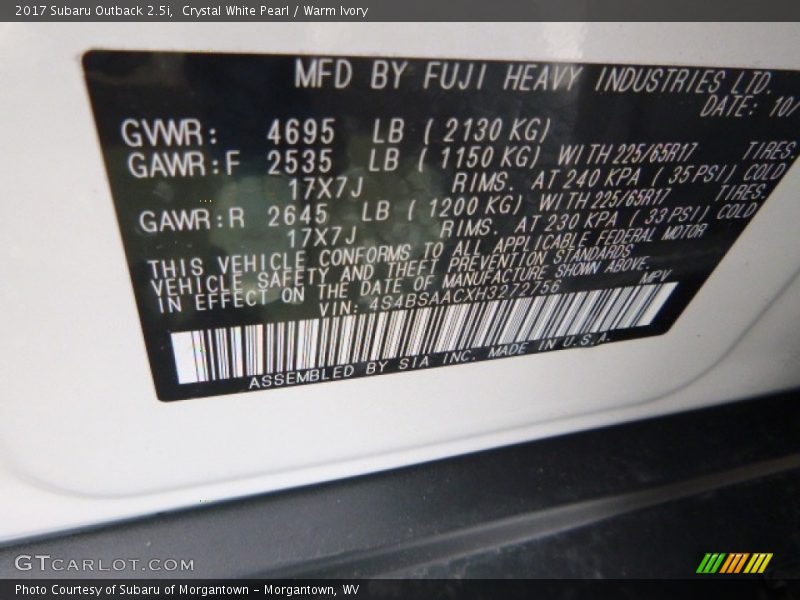 2017 Subaru Outback 2.5i, Crystal White Pearl / Warm Ivory
MFD BY FUJI HEAVY INDUSTRIES LTD.
DATE: 10/
GVWR: 4695 LB (2130 KG)
GAWR:F 2535 LB (1150 KG) WITH 225/65R17 TIRES.
17X7J RIMS. AT 240 KPA (35 PSI) COLD
GAWR:R 2645 LB (1200 KG) WITH 225/65R17 TIRES.
17X7J RIMS. AT 230 KPA (33 PSI) COLD
THIS VEHICLE CONFORMS TO ALL APPLICABLE FEDERAL MOTOR
VEHICLE SAFETY AND THEFT PREVENTION STANDARDS
IN EFFECT ON THE DATE OF MANUFACTURE SHOWN ABOVE.
VIN: 4S4BSAACXH3272756 MPV
ASSEMBLED BY SIA INC. MADE IN U.S.A.
GTCARLOT.COM
Photo Courtesy of Subaru of Morgantown - Morgantown, WV